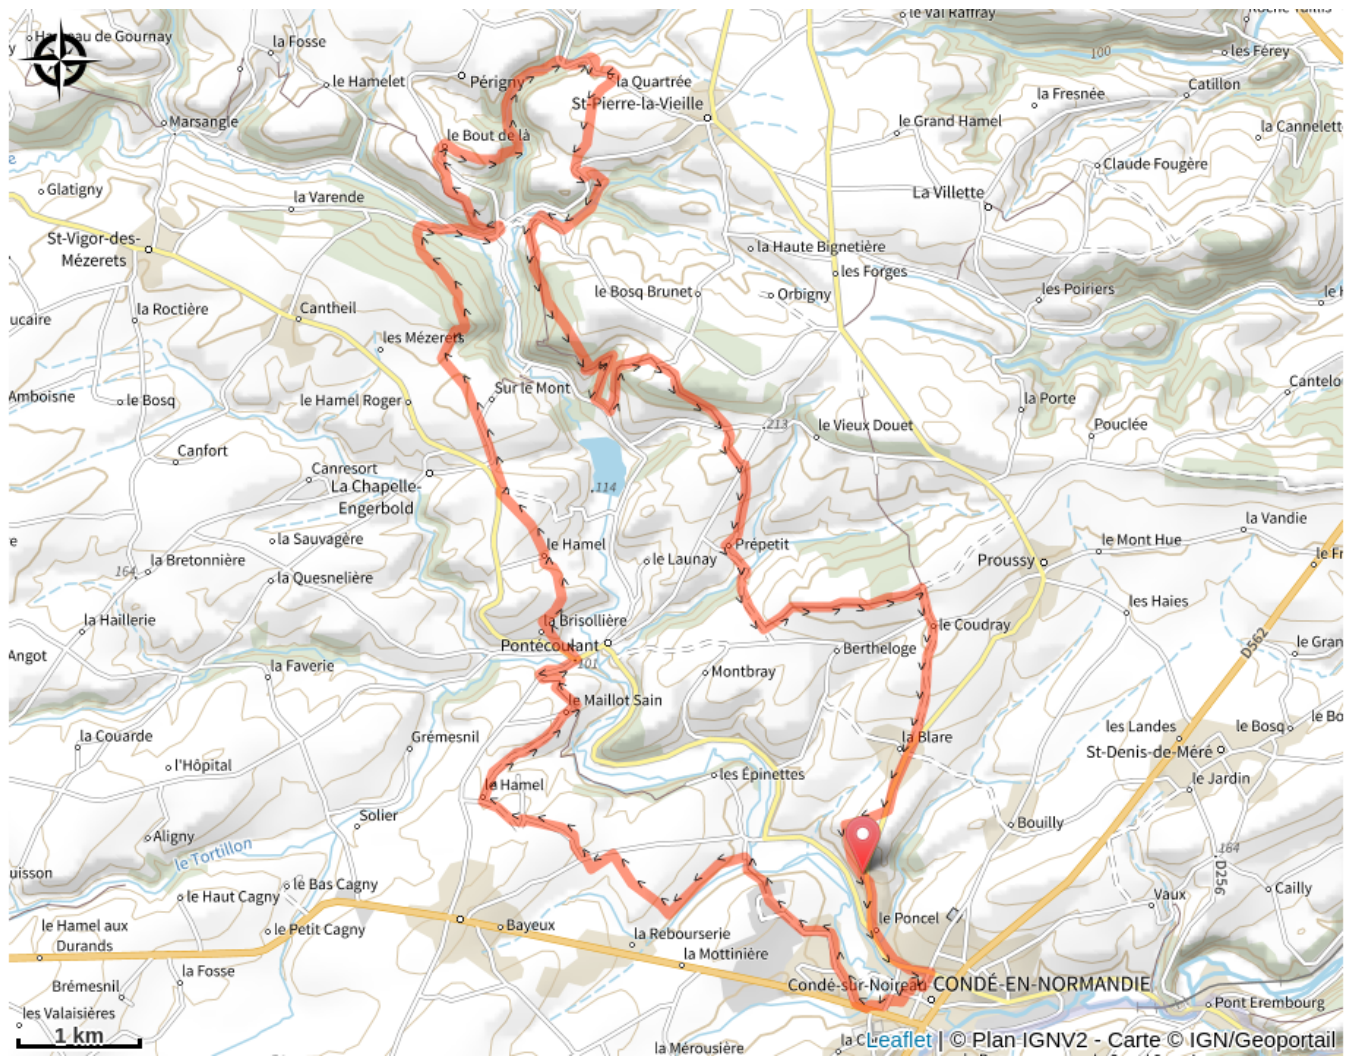 le Val Raffray
la Fosse
les Férey
100
le Hamelet
Périgny
la Quartrée
Catillon
St-Pierre-la-Vieille
la Fresnée
Marsangle
le Bout de là
le Grand Hamel
la Cannelett
Claude Fougère
Glatigny
la Varende
La Villette
St-Vigor-des-
Mézerets
la Haute Bignetière
les Forges
le Bosq Brunet
Orbigny
les Poiriers
la Roctière
Cantheil
ucaire
les Mézerets
Sur le Mont
Cantelo
Amboisne
le Bosq
le Hamel Roger
la Porte
213
le Vieux Douet
Pouclée
Canfort
Canresort
La Chapelle-
Engerbold
114
la Vandie
la Sauvagère
le Hamel
Prépetit
le Mont Hue
la Bretonnière
164
le Launay
Proussy
le Fr
la Quesnelière
les Haies
la Haillerie
la Brisollière
le Coudray
D562
Pontécoulant
101
Bertheloge
le Gran
Angot
la Faverie
Montbray
le Maillot Sain
les Landes
le Bosq
le Bo
la Couarde
Grémesnil
la Blare
St-Denis-de-Méré
l'Hôpital
les Épinettes
le Jardin
le Hamel
Solier
Bouilly
Aligny
164
le Tortillon
D256
uisson
le Bas Cagny
le Haut Cagny
Cailly
Vaux
le Hamel aux
Durands
le Petit Cagny
Bayeux
le Poncel
la Rebourserie
la Mottinière
la Fosse
Brémesnil
Condé-sur-Noireau
CONDÉ-EN-NORMANDIE
Pont Erembourg
les Valaisières
1 km
la Mérousière
Leaflet | © Plan IGNV2 - Carte © IGN/Geoportail